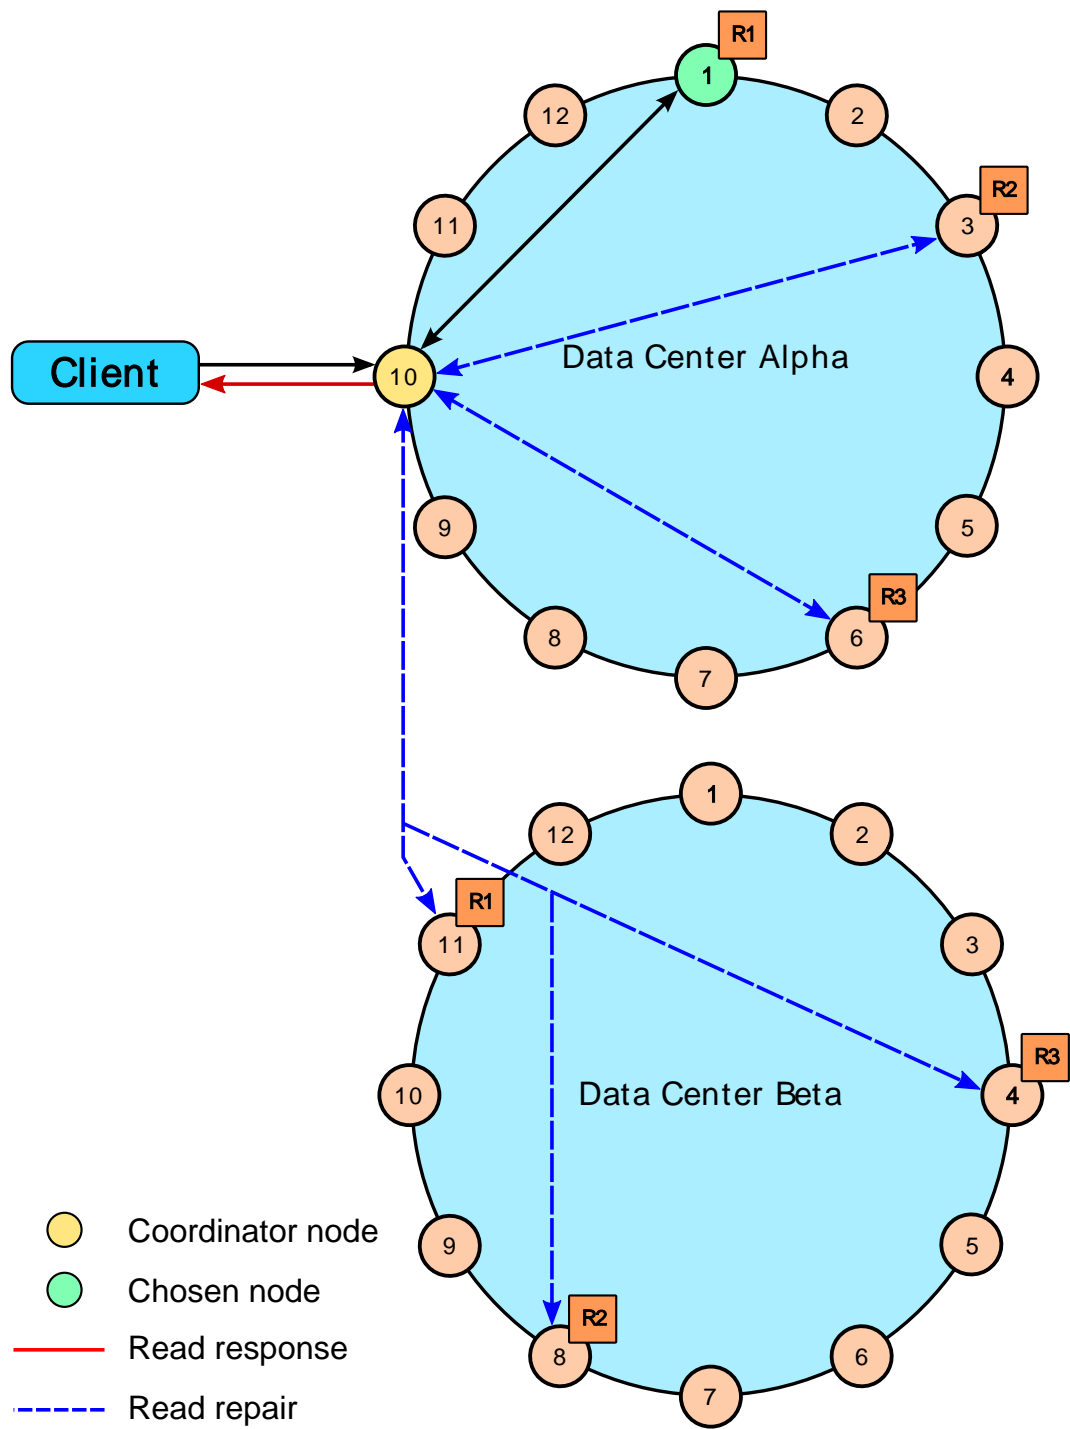 R1
1
12
2
R2
11
3
Client
10
Data Center Alpha
4
9
5
R3
8
6
7
1
12
2
R1
11
3
R3
10
Data Center Beta
4
Coordinator node
9
5
Chosen node
R2
Read response
8
6
7
Read repair